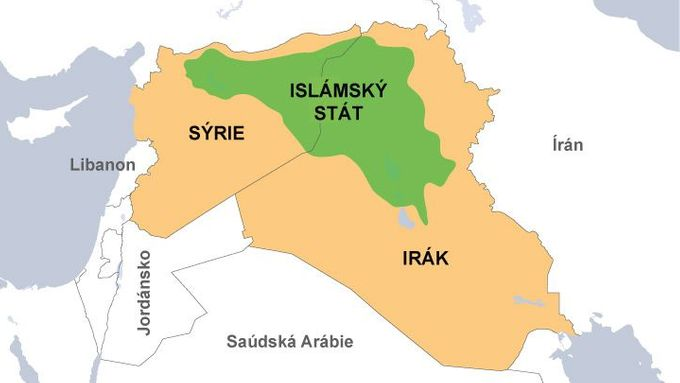 ISLÁMSKÝ
STÁT
SÝRIE
Libanon
Írán
IRÁK
Jordánsko
Saúdská Arábie